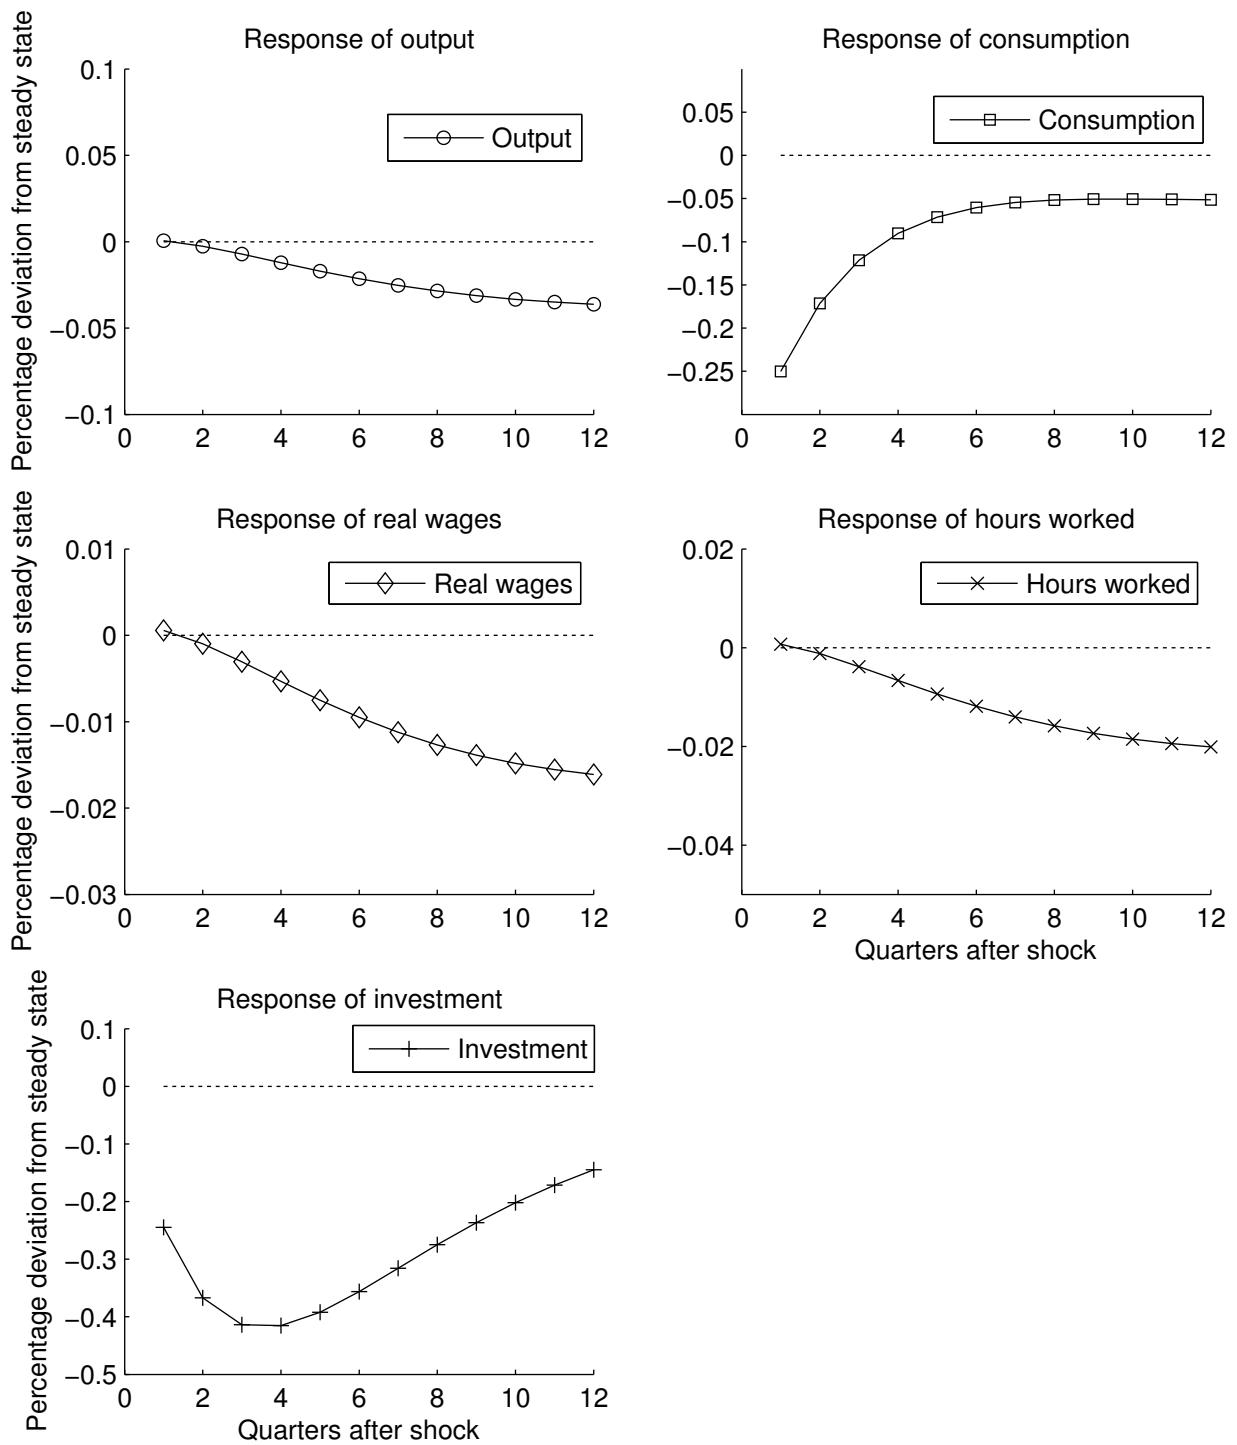 Response of output
Percentage deviation from steady state
0.1
0.05
0
−0.05
−0.1
0 2 4 6 8 10 12
Output
Response of consumption
0.05
0
−0.05
−0.1
−0.15
−0.2
−0.25
0 2 4 6 8 10 12
Consumption
Response of real wages
Percentage deviation from steady state
0.01
0
−0.01
−0.02
−0.03
0 2 4 6 8 10 12
Real wages
Response of hours worked
0.02
0
−0.02
−0.04
0 2 4 6 8 10 12
Quarters after shock
Hours worked
Response of investment
Percentage deviation from steady state
0.1
0
−0.1
−0.2
−0.3
−0.4
−0.5
0 2 4 6 8 10 12
Quarters after shock
Investment